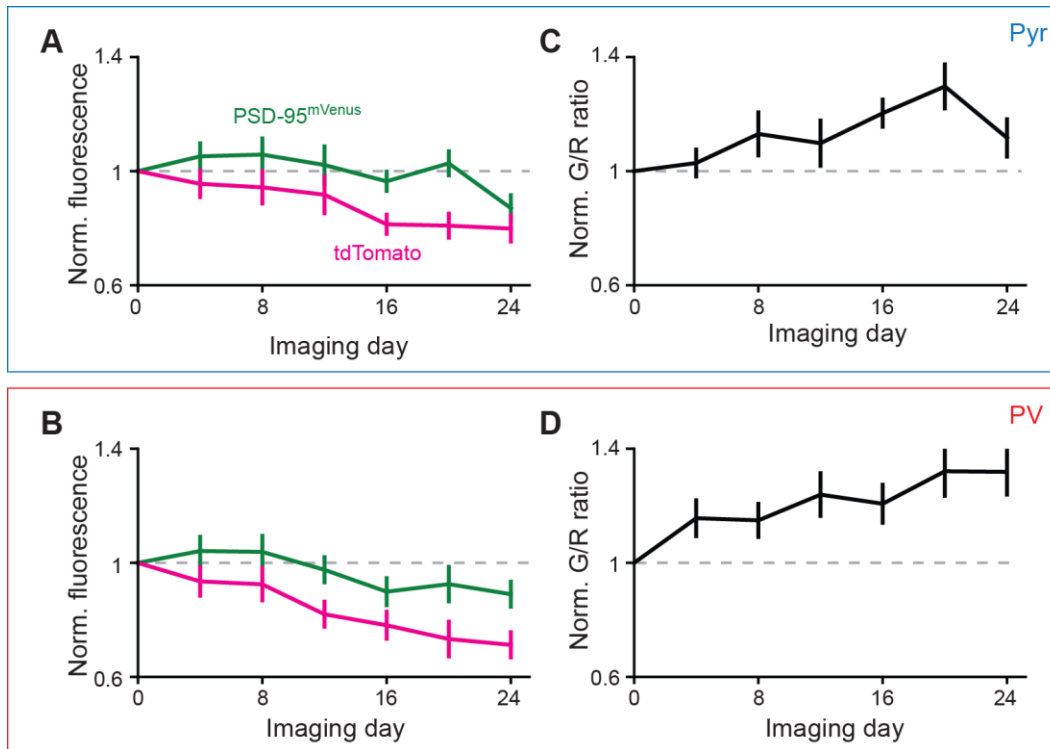 A
C
Pyr
1.4
1
0.6
Norm. fluorescence
PSD-95mVenus
tdTomato
0 8 16 24
Imaging day
1.4
1
0.6
Norm. G/R ratio
0 8 16 24
Imaging day
B
D
PV
1.4
1
0.6
Norm. fluorescence
0 8 16 24
Imaging day
1.4
1
0.6
Norm. G/R ratio
0 8 16 24
Imaging day